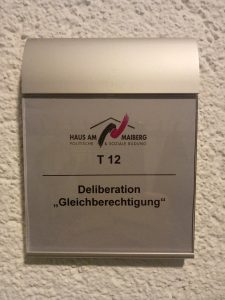 HAUS AM MAIBERG
POLITISCHE & SOZIALE BILDUNG
T 12
Deliberation
„Gleichberechtigung“